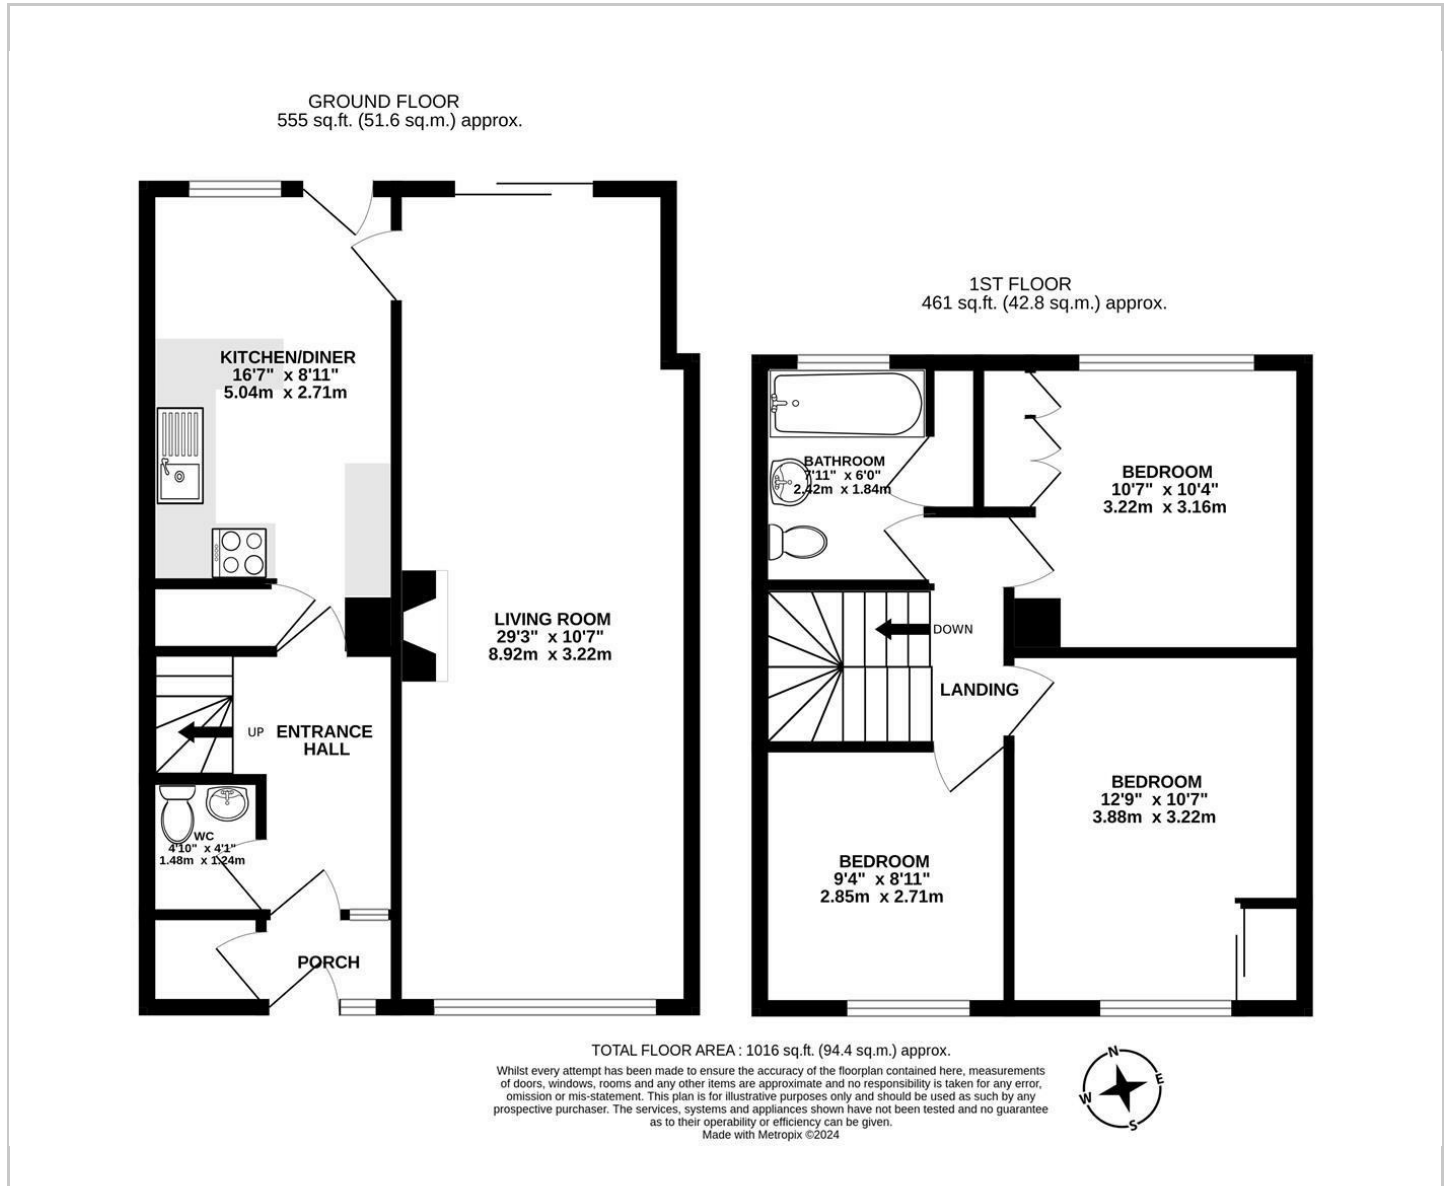 GROUND FLOOR
555 sq.ft. (51.6 sq.m.) approx.
KITCHEN/DINER
16'7" x 8'11"
5.04m x 2.71m
LIVING ROOM
29'3" x 10'7"
8.92m x 3.22m
UP
ENTRANCE
HALL
WC
4'10" x 4'1"
1.48m x 1.24m
PORCH
1ST FLOOR
461 sq.ft. (42.8 sq.m.) approx.
BATHROOM
7'11" x 6'0"
2.42m x 1.84m
BEDROOM
10'7" x 10'4"
3.22m x 3.16m
DOWN
LANDING
BEDROOM
12'9" x 10'7"
3.88m x 3.22m
BEDROOM
9'4" x 8'11"
2.85m x 2.71m
TOTAL FLOOR AREA : 1016 sq.ft. (94.4 sq.m.) approx.
Whilst every attempt has been made to ensure the accuracy of the floorplan contained here, measurements
of doors, windows, rooms and any other items are approximate and no responsibility is taken for any error,
omission or mis-statement. This plan is for illustrative purposes only and should be used as such by any
prospective purchaser. The services, systems and appliances shown have not been tested and no guarantee
as to their operability or efficiency can be given.
Made with Metropix ©2024
N
E
W
S